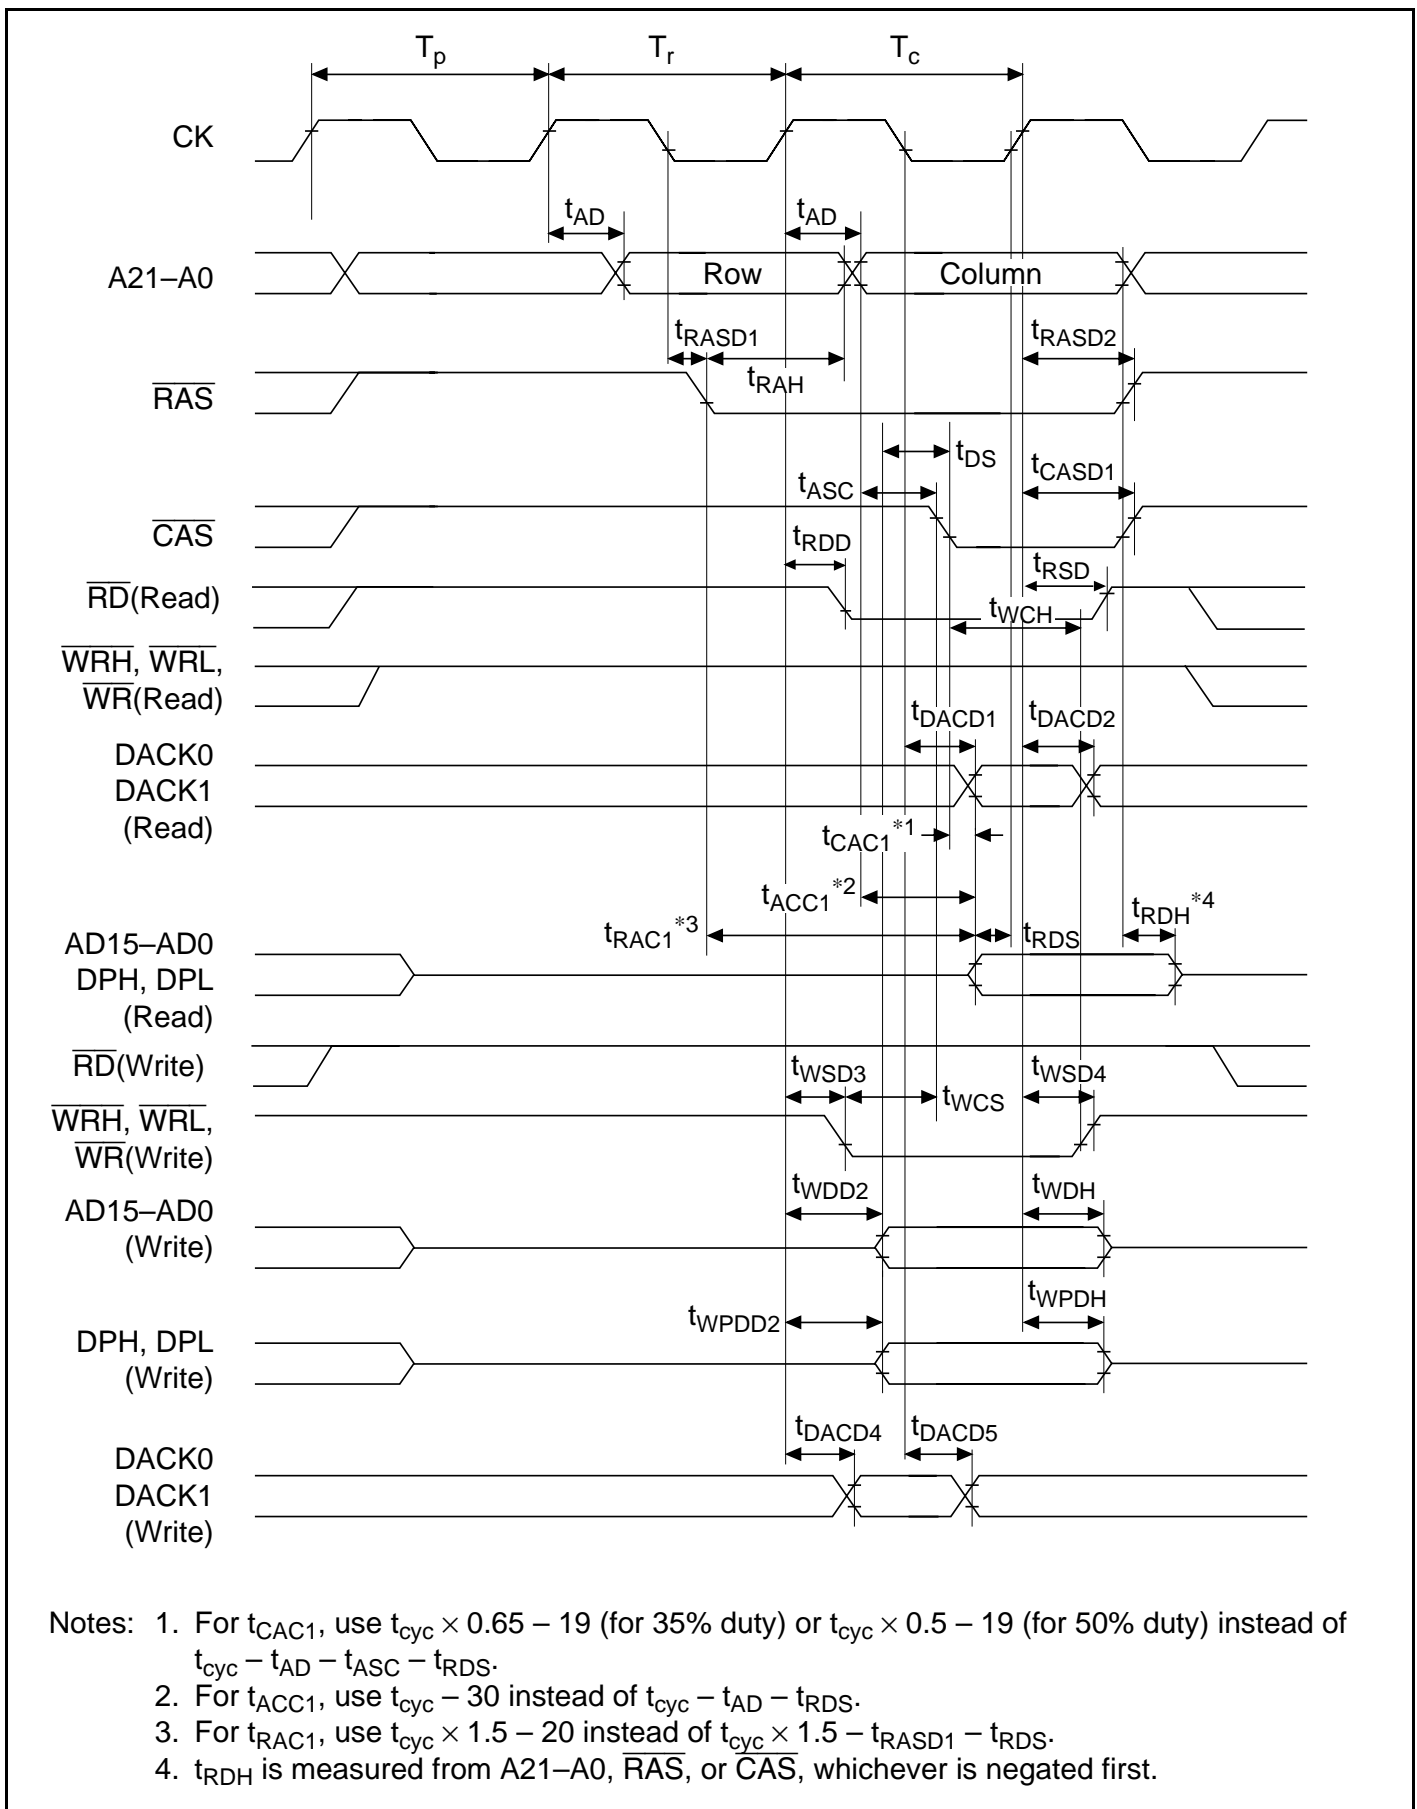 Tp Tr Tc
CK
tAD tAD
A21–A0 Row Column
tRASD1 tRASD2
tRAH
RAS
tDS
tASC tCASD1
CAS
tRDD
tRSD
RD(Read)
tWCH
WRH, WRL,
WR(Read)
tDACD1 tDACD2
DACK0
DACK1
(Read)
tCAC1*1
tACC1*2
tRAC1*3 tRDS tRDH*4
AD15–AD0
DPH, DPL
(Read)
RD(Write)
tWSD3 tWCS tWSD4
WRH, WRL,
WR(Write)
tWDD2 tWDH
AD15–AD0
(Write)
tWPDD2 tWPDH
DPH, DPL
(Write)
tDACD4 tDACD5
DACK0
DACK1
(Write)
Notes: 1. For tCAC1, use tcyc × 0.65 – 19 (for 35% duty) or tcyc × 0.5 – 19 (for 50% duty) instead of
tcyc – tAD – tASC – tRDS.
2. For tACC1, use tcyc – 30 instead of tcyc – tAD – tRDS.
3. For tRAC1, use tcyc × 1.5 – 20 instead of tcyc × 1.5 – tRASD1 – tRDS.
4. tRDH is measured from A21–A0, RAS, or CAS, whichever is negated first.